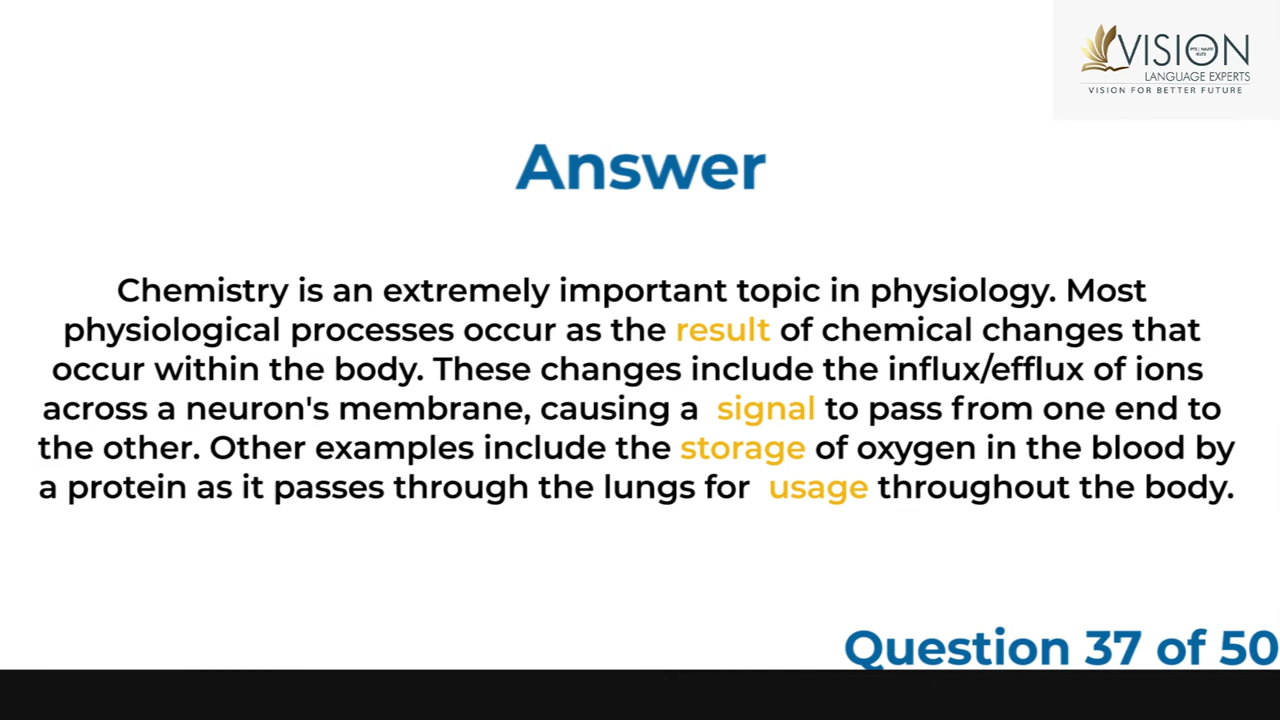 VISION
LANGUAGE EXPERTS
VISION FOR BETTER FUTURE
Answer
Chemistry is an extremely important topic in physiology. Most
physiological processes occur as the result of chemical changes that
occur within the body. These changes include the influx/efflux of ions
across a neuron's membrane, causing a signal to pass from one end to
the other. Other examples include the storage of oxygen in the blood by
a protein as it passes through the lungs for usage throughout the body.
Question 37 of 50